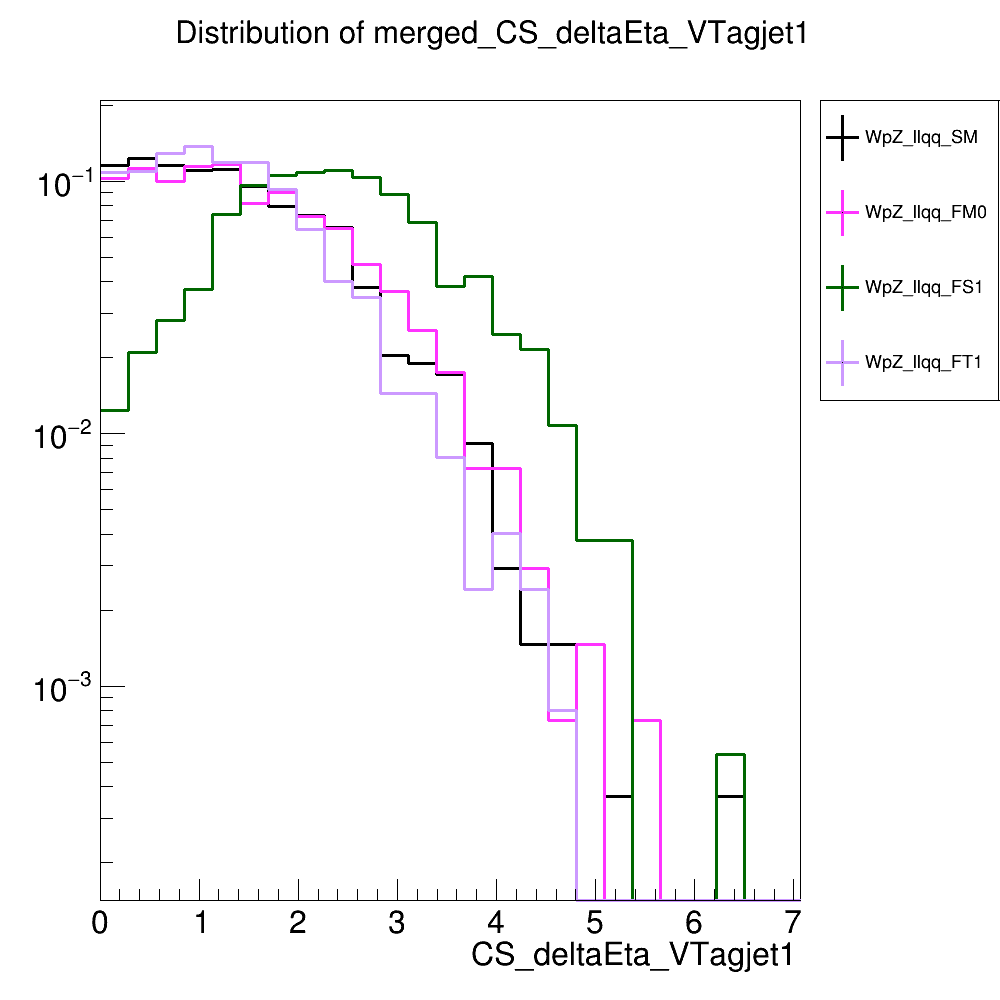 Distribution of merged_CS_deltaEta_VTagjet1
WpZ_llqq_SM
WpZ_llqq_FM0
WpZ_llqq_FS1
WpZ_llqq_FT1
10−1
10−2
10−3
0 1 2 3 4 5 6 7
CS_deltaEta_VTagjet1